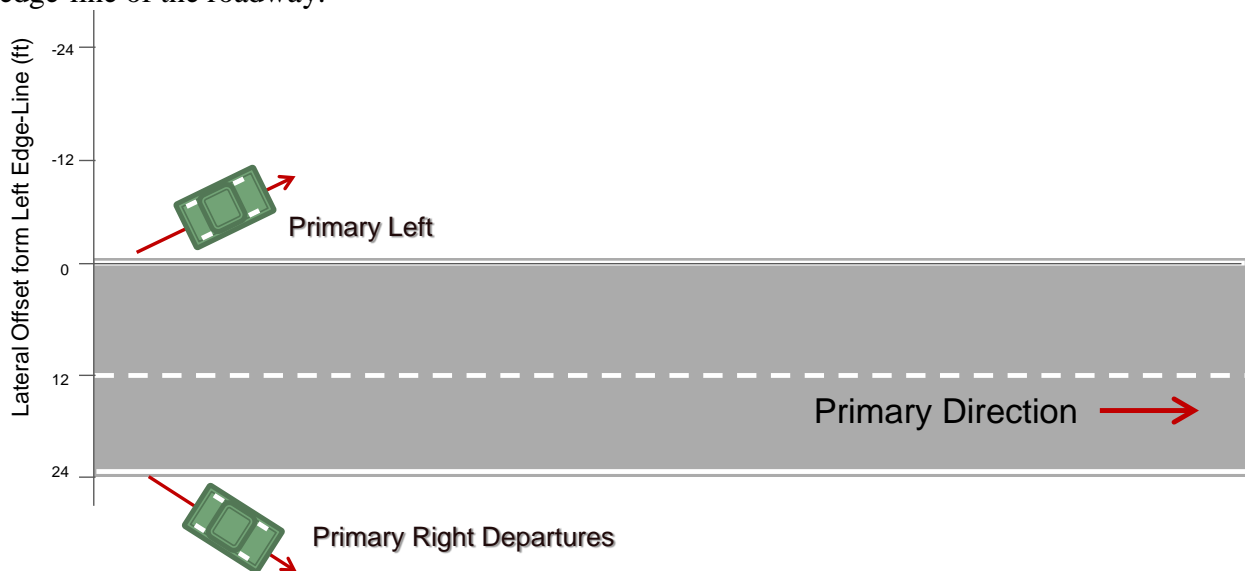 edge-line of the roadway.
Lateral Offset form Left Edge-Line (ft)
-24
-12
Primary Left
0
12
Primary Direction
24
Primary Right Departures